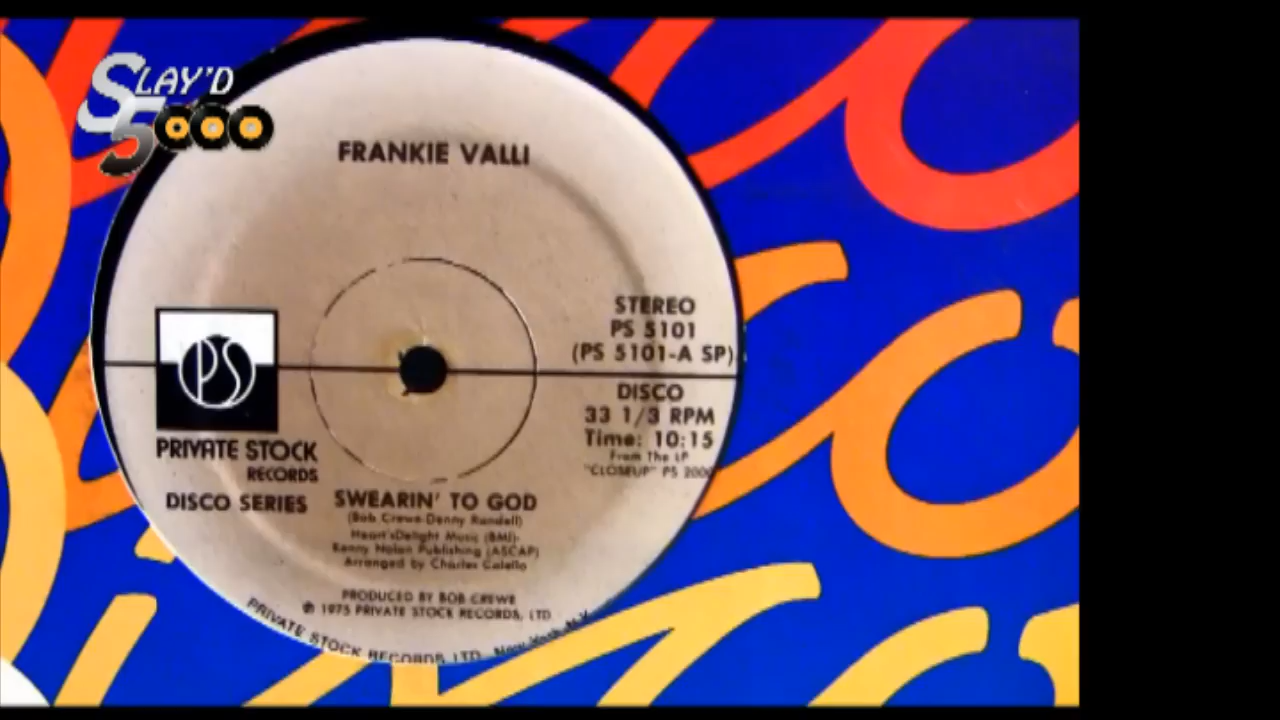 SLAY'D
5000
FRANKIE VALLI
STEREO
PS 5101
(PS 5101-A SP)
PS
DISCO
33 1/3 RPM
Time: 10:15
From The LP
"CLOSEUP" PS 2000
PRIVATE STOCK
RECORDS
DISCO SERIES
SWEARIN' TO GOD
(Bob Crewe-Denny Randell)
Heart'sDelight Music (BMI)-
Kenny Nolan Publishing (ASCAP)
Arranged by Charles Calello
PRODUCED BY BOB CREWE
℗ 1975 PRIVATE STOCK RECORDS, LTD.
PRIVATE STOCK RECORDS LTD. New York, N.Y.